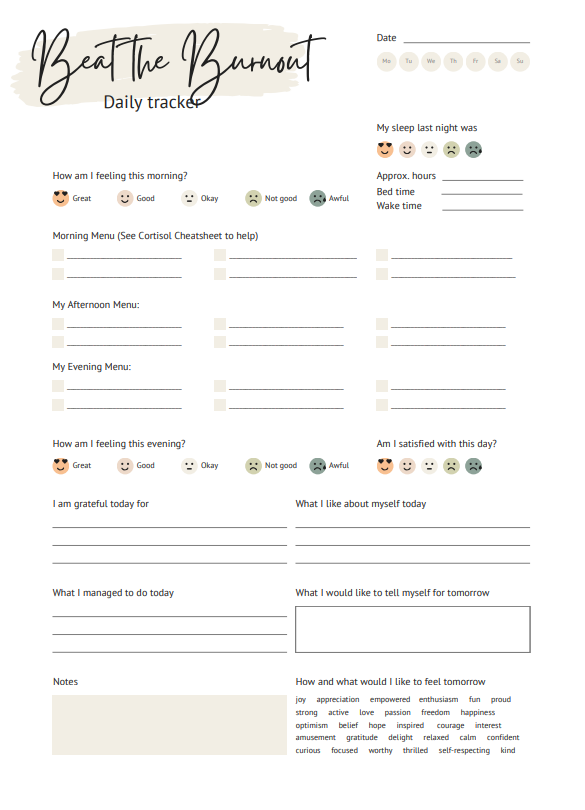 Beat the Burnout
Daily tracker
Date
Mo Tu We Th Fr Sa Su
My sleep last night was
How am I feeling this morning?
Great Good Okay Not good Awful
Approx. hours
Bed time
Wake time
Morning Menu (See Cortisol Cheatsheet to help)
My Afternoon Menu:
My Evening Menu:
How am I feeling this evening?
Great Good Okay Not good Awful
Am I satisfied with this day?
I am grateful today for
What I like about myself today
What I managed to do today
What I would like to tell myself for tomorrow
Notes
How and what would I like to feel tomorrow
joy appreciation empowered enthusiasm fun proud
strong active love passion freedom happiness
optimism belief hope inspired courage interest
amusement gratitude delight relaxed calm confident
curious focused worthy thrilled self-respecting kind